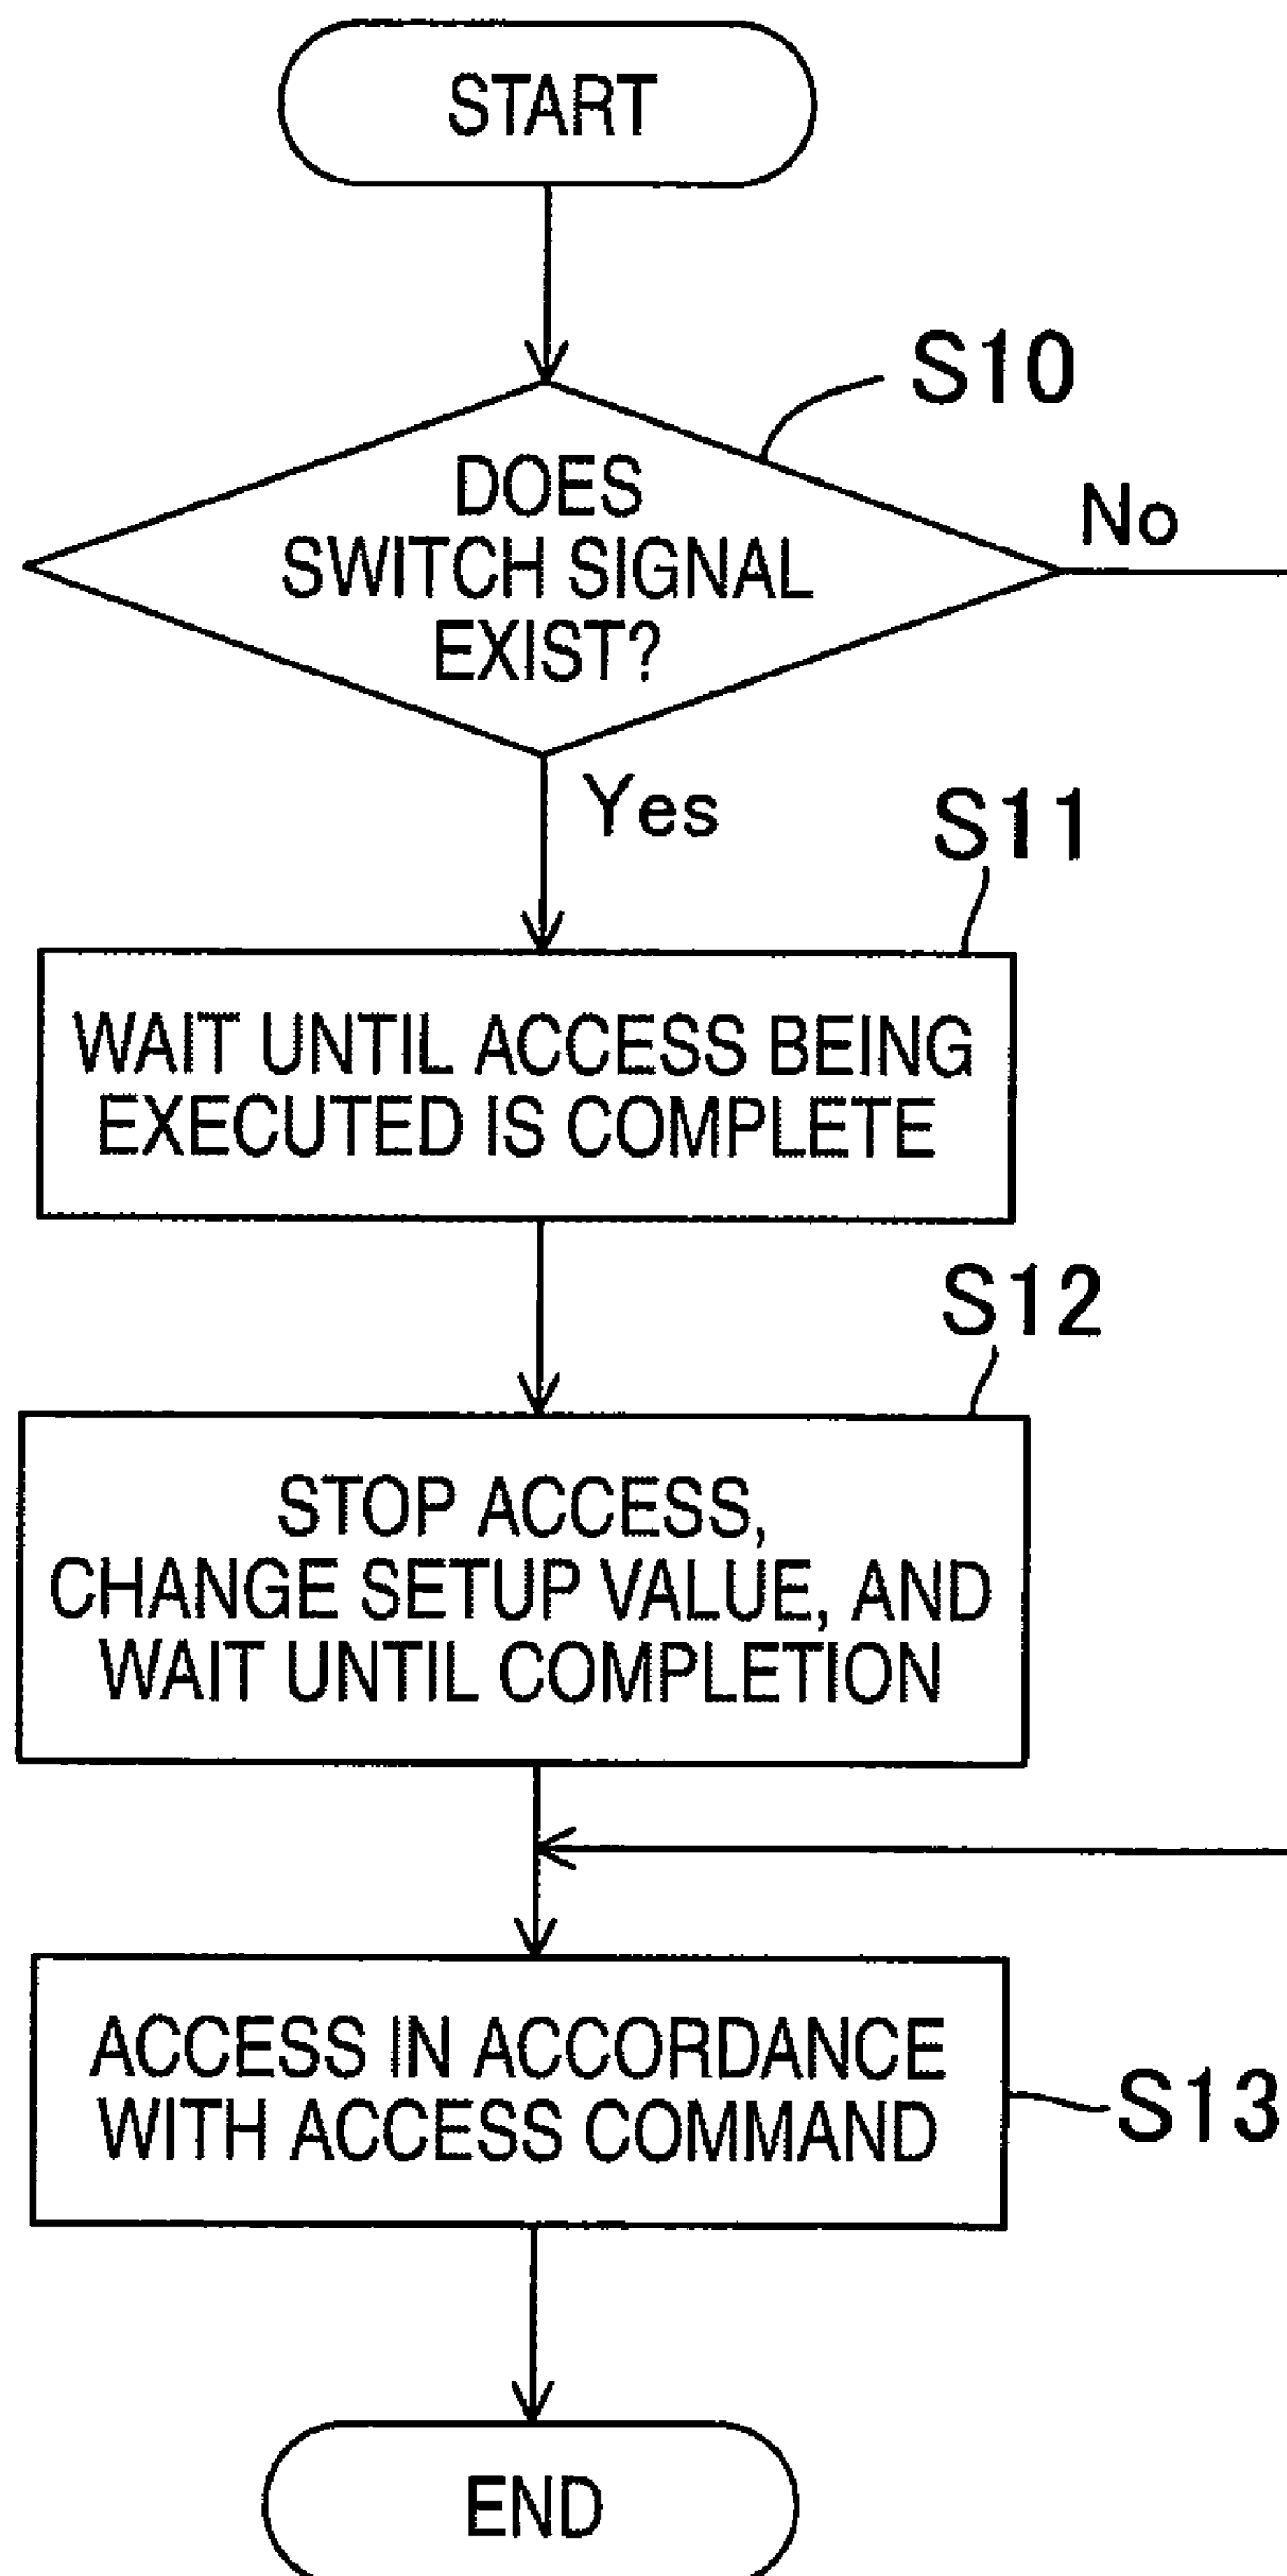 START
S10
DOES
SWITCH SIGNAL
EXIST?
No
Yes
S11
WAIT UNTIL ACCESS BEING
EXECUTED IS COMPLETE
S12
STOP ACCESS,
CHANGE SETUP VALUE, AND
WAIT UNTIL COMPLETION
ACCESS IN ACCORDANCE
WITH ACCESS COMMAND
S13
END